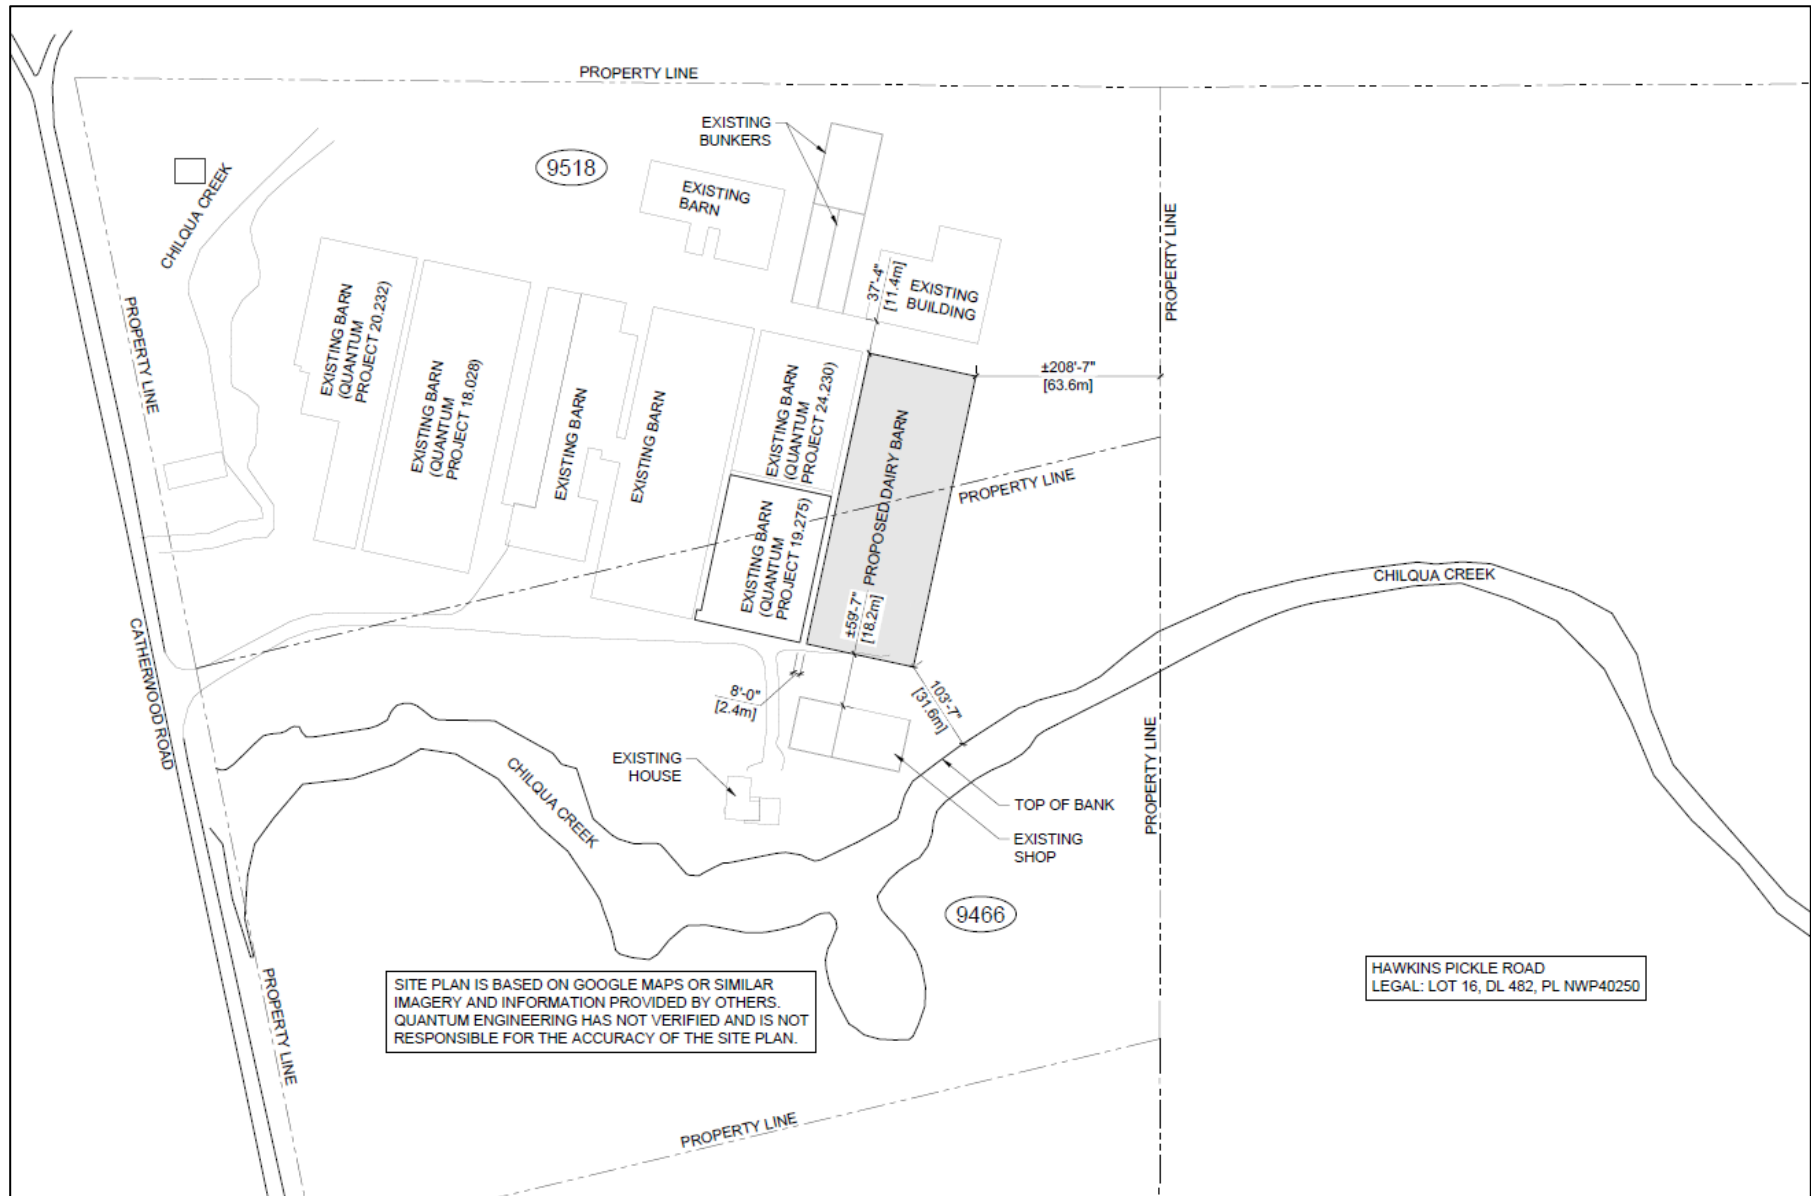 PROPERTY LINE
EXISTING
BUNKERS
9518
CHILQUA CREEK
EXISTING
BARN
PROPERTY LINE
PROPERTY LINE
37'-4"
[11.4m]
EXISTING
BUILDING
EXISTING BARN
(QUANTUM
PROJECT 20.232)
EXISTING BARN
(QUANTUM
PROJECT 18.028)
EXISTING BARN
EXISTING BARN
EXISTING BARN
(QUANTUM
PROJECT 24.230)
PROPOSED DAIRY BARN
±208'-7"
[63.6m]
PROPERTY LINE
EXISTING BARN
(QUANTUM
PROJECT 19.275)
CHILQUA CREEK
±59'-7"
[18.2m]
CATHERWOOD ROAD
8'-0"
[2.4m]
103'-7"
[31.6m]
PROPERTY LINE
EXISTING
HOUSE
CHILQUA CREEK
TOP OF BANK
EXISTING
SHOP
9466
PROPERTY LINE
SITE PLAN IS BASED ON GOOGLE MAPS OR SIMILAR
IMAGERY AND INFORMATION PROVIDED BY OTHERS.
QUANTUM ENGINEERING HAS NOT VERIFIED AND IS NOT
RESPONSIBLE FOR THE ACCURACY OF THE SITE PLAN.
HAWKINS PICKLE ROAD
LEGAL: LOT 16, DL 482, PL NWP40250
PROPERTY LINE